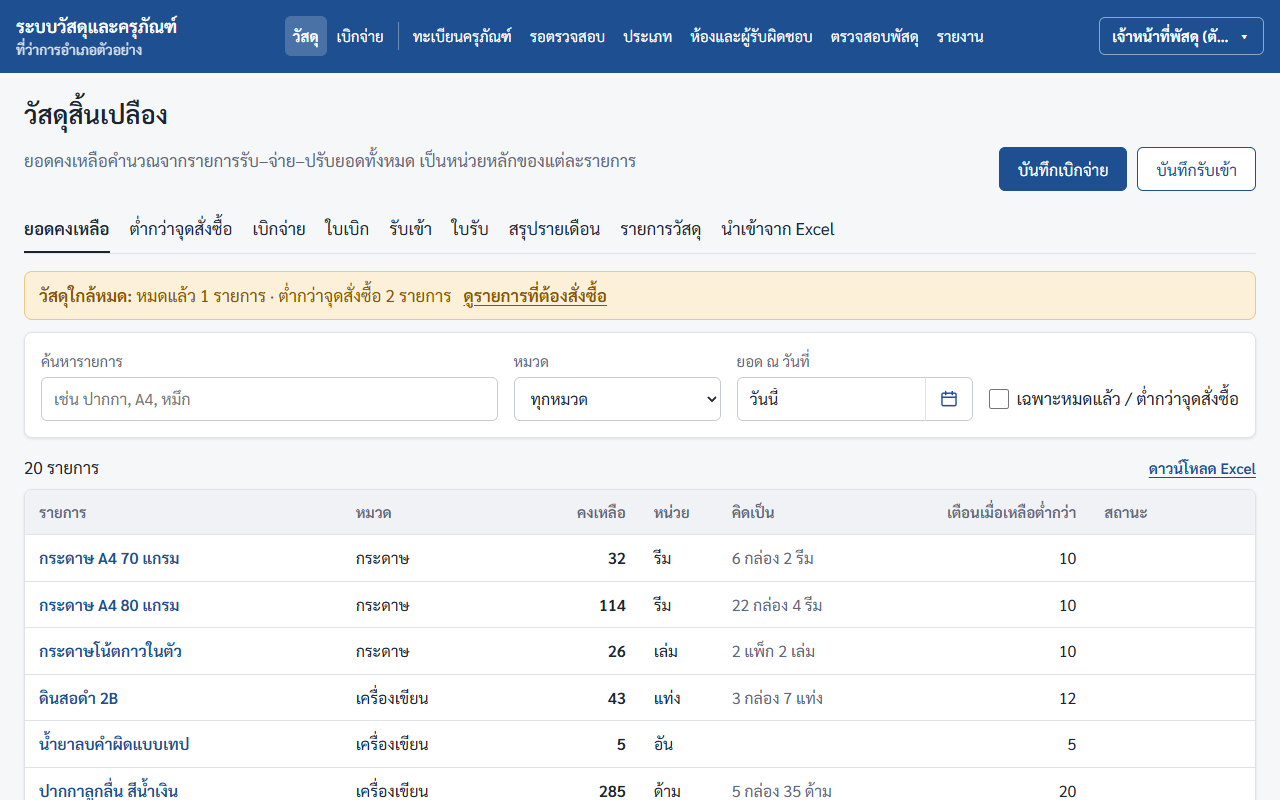 ระบบวัสดุและครุภัณฑ์
ที่ว่าการอำเภอตัวอย่าง
วัสดุ เบิกจ่าย ทะเบียนครุภัณฑ์ รอตรวจสอบ ประเภท ห้องและผู้รับผิดชอบ ตรวจสอบพัสดุ รายงาน
เจ้าหน้าที่พัสดุ (ตั...
วัสดุสิ้นเปลือง
ยอดคงเหลือคำนวณจากรายการรับ–จ่าย–ปรับยอดทั้งหมด เป็นหน่วยหลักของแต่ละรายการ
บันทึกเบิกจ่าย บันทึกรับเข้า
ยอดคงเหลือ ต่ำกว่าจุดสั่งซื้อ เบิกจ่าย ใบเบิก รับเข้า ใบรับ สรุปรายเดือน รายการวัสดุ นำเข้าจาก Excel
วัสดุใกล้หมด: หมดแล้ว 1 รายการ · ต่ำกว่าจุดสั่งซื้อ 2 รายการ ดูรายการที่ต้องสั่งซื้อ
ค้นหารายการ หมวด ยอด ณ วันที่
เช่น ปากกา, A4, หมึก ทุกหมวด วันนี้ เฉพาะหมดแล้ว / ต่ำกว่าจุดสั่งซื้อ
20 รายการ ดาวน์โหลด Excel
รายการ หมวด คงเหลือ หน่วย คิดเป็น เตือนเมื่อเหลือต่ำกว่า สถานะ
กระดาษ A4 70 แกรม กระดาษ 32 รีม 6 กล่อง 2 รีม 10
กระดาษ A4 80 แกรม กระดาษ 114 รีม 22 กล่อง 4 รีม 10
กระดาษโน้ตกาวในตัว กระดาษ 26 เล่ม 2 แพ็ก 2 เล่ม 10
ดินสอดำ 2B เครื่องเขียน 43 แท่ง 3 กล่อง 7 แท่ง 12
น้ำยาลบคำผิดแบบเทป เครื่องเขียน 5 อัน 5
ปากกาลูกลื่น สีน้ำเงิน เครื่องเขียน 285 ด้าม 5 กล่อง 35 ด้าม 20